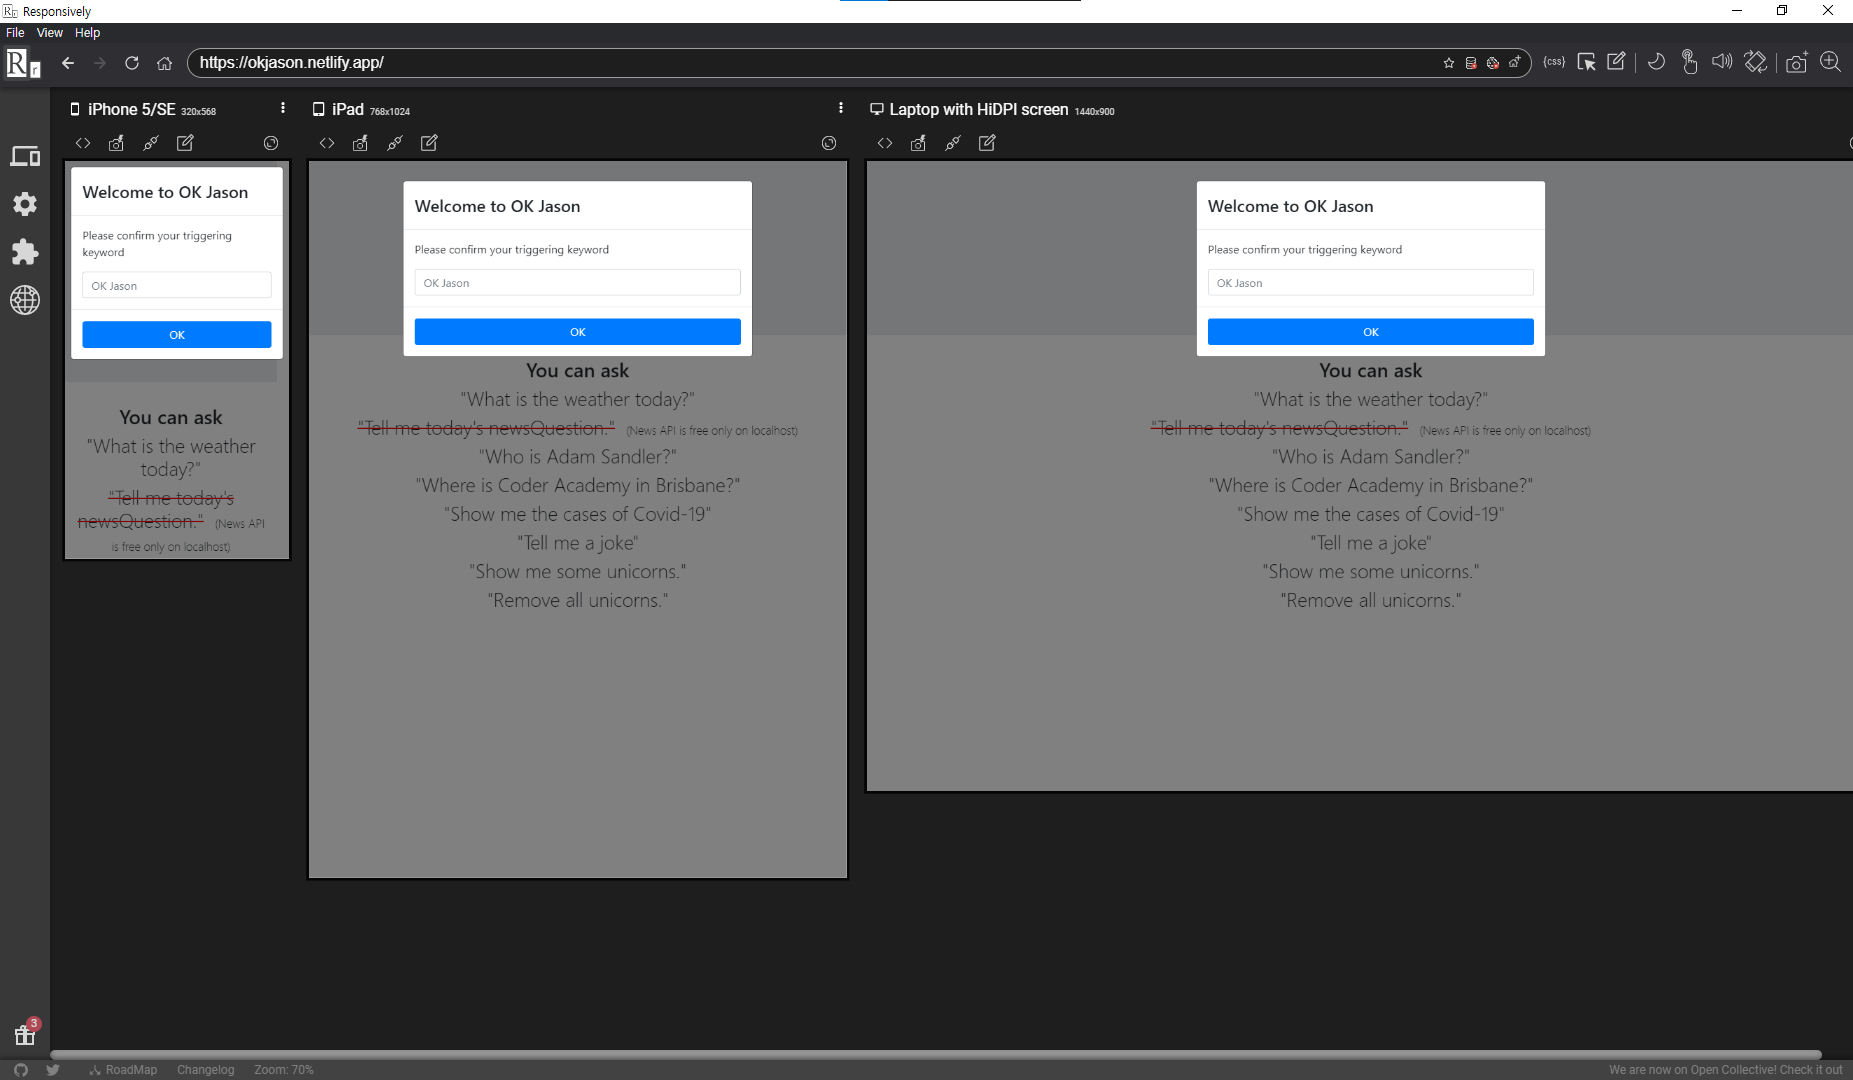 Responsively
File View Help
https://okjason.netlify.app/
{css}
iPhone 5/SE 320x568
iPad 768x1024
Laptop with HiDPI screen 1440x900
Welcome to OK Jason
Please confirm your triggering
keyword
OK Jason
OK
You can ask
"What is the weather
today?"
"Tell me today's
newsQuestion." (News API
is free only on localhost)
Welcome to OK Jason
Please confirm your triggering keyword
OK Jason
OK
You can ask
"What is the weather today?"
"Tell me today's newsQuestion." (News API is free only on localhost)
"Who is Adam Sandler?"
"Where is Coder Academy in Brisbane?"
"Show me the cases of Covid-19"
"Tell me a joke"
"Show me some unicorns."
"Remove all unicorns."
Welcome to OK Jason
Please confirm your triggering keyword
OK Jason
OK
You can ask
"What is the weather today?"
"Tell me today's newsQuestion." (News API is free only on localhost)
"Who is Adam Sandler?"
"Where is Coder Academy in Brisbane?"
"Show me the cases of Covid-19"
"Tell me a joke"
"Show me some unicorns."
"Remove all unicorns."
3
RoadMap Changelog Zoom: 70% We are now on Open Collective! Check it out